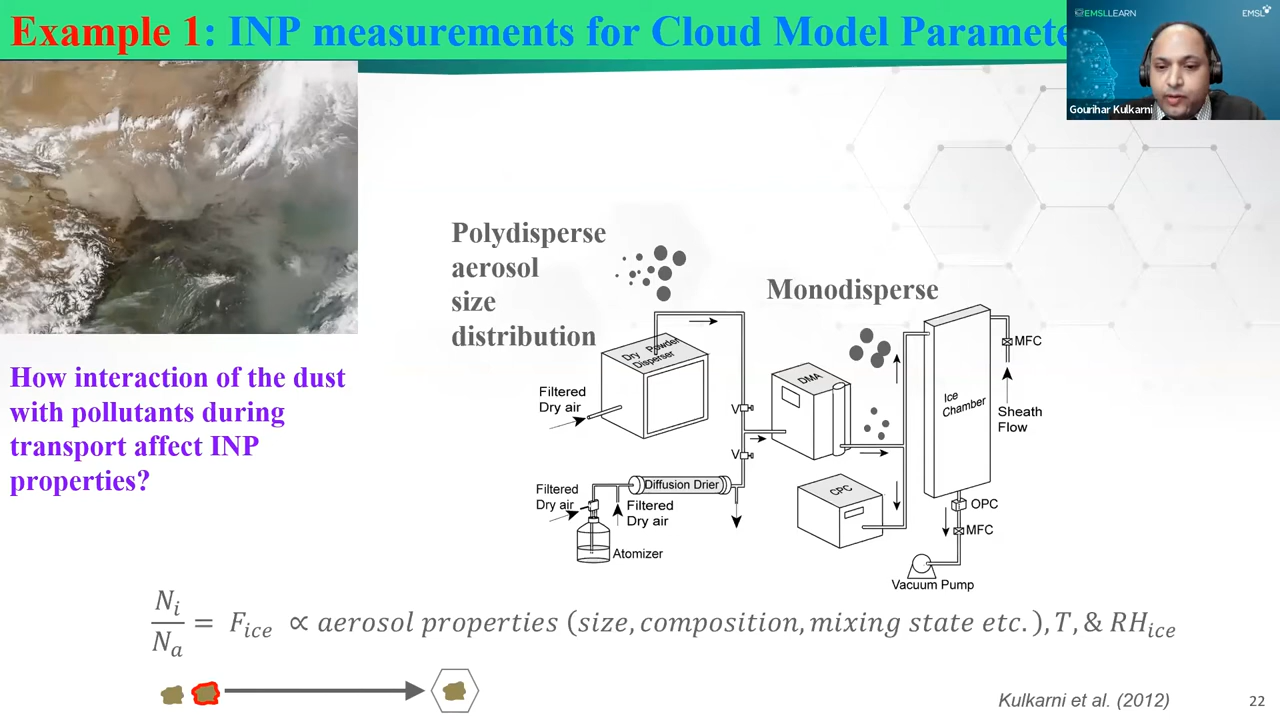 Example 1: INP measurements for Cloud Model Paramete
EMSLLEARN
EMSL
Gourihar Kulkarni
Polydisperse
aerosol
size
distribution
Monodisperse
How interaction of the dust
with pollutants during
transport affect INP
properties?
Dry Powder
Disperser
Filtered
Dry air
V
V
DMA
Ice
Chamber
MFC
Sheath
Flow
CPC
OPC
MFC
Vacuum Pump
Filtered
Dry air
Diffusion Drier
Filtered
Dry air
Atomizer
N_i/N_a = F_ice ∝ aerosol properties (size, composition, mixing state etc.), T, & RH_ice
Kulkarni et al. (2012)
22